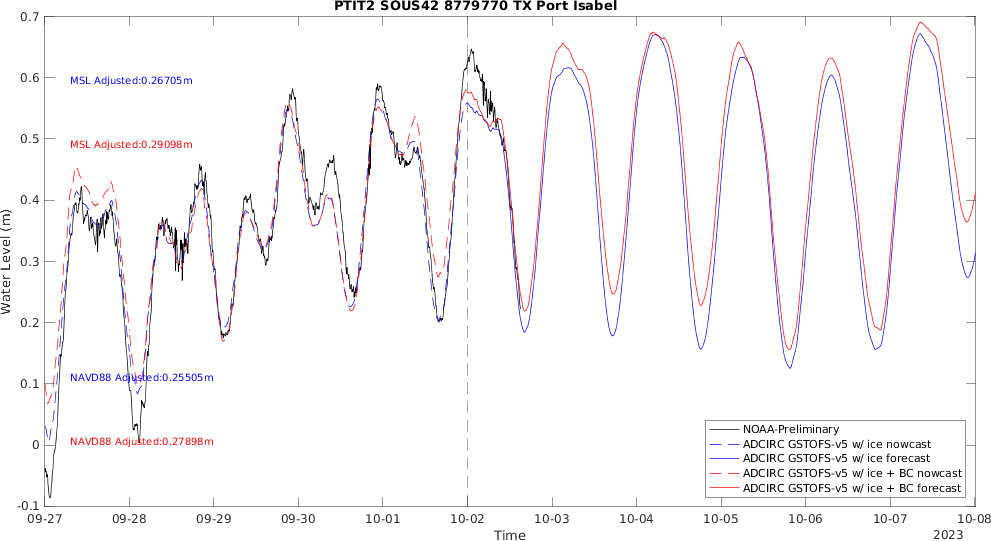 PTIT2 SOUS42 8779770 TX Port Isabel
Water Level (m)
0.7
0.6
0.5
0.4
0.3
0.2
0.1
0
-0.1
MSL Adjusted:0.26705m
MSL Adjusted:0.29098m
NAVD88 Adjusted:0.25505m
NAVD88 Adjusted:0.27898m
NOAA-Preliminary
ADCIRC GSTOFS-v5 w/ ice nowcast
ADCIRC GSTOFS-v5 w/ ice forecast
ADCIRC GSTOFS-v5 w/ ice + BC nowcast
ADCIRC GSTOFS-v5 w/ ice + BC forecast
09-27 09-28 09-29 09-30 10-01 10-02 10-03 10-04 10-05 10-06 10-07 10-08
Time
2023